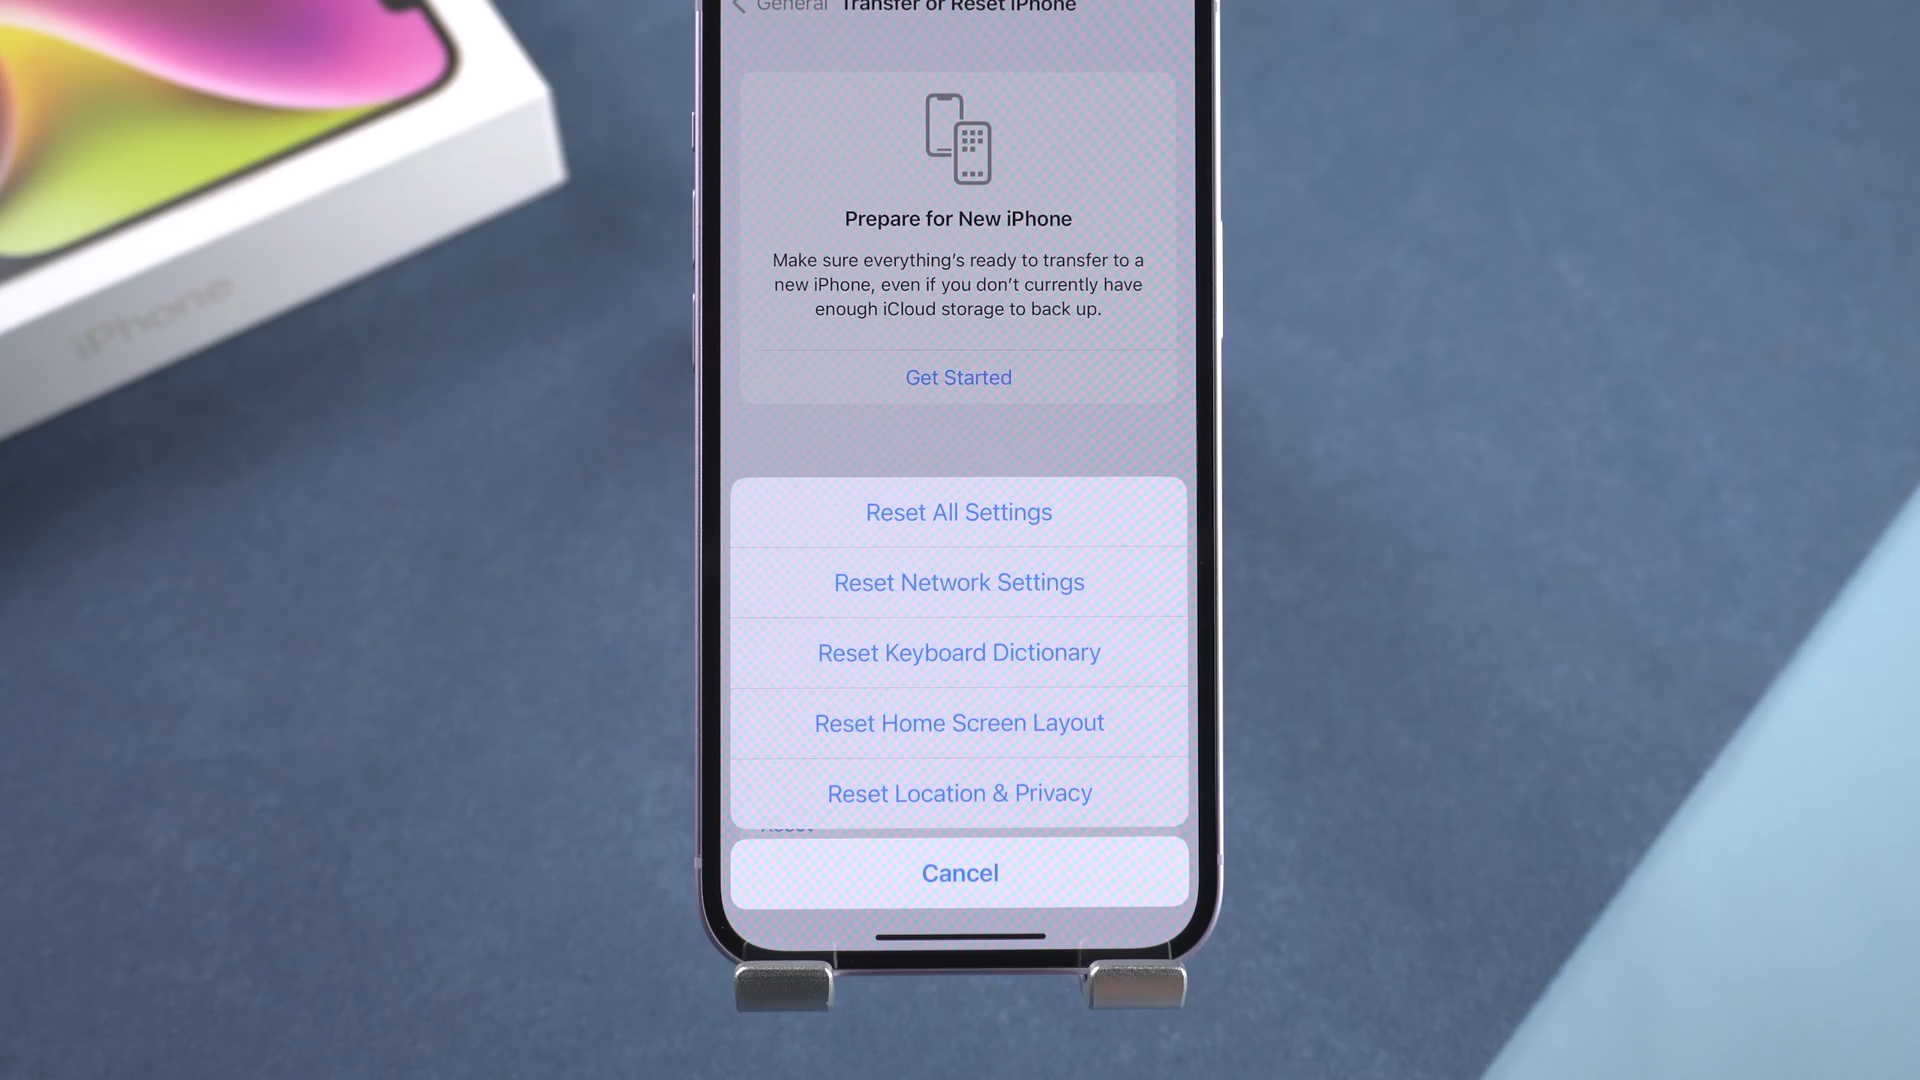 General Transfer or Reset iPhone
Prepare for New iPhone
Make sure everything's ready to transfer to a
new iPhone, even if you don't currently have
enough iCloud storage to back up.
Get Started
Reset All Settings
Reset Network Settings
Reset Keyboard Dictionary
Reset Home Screen Layout
Reset Location & Privacy
Reset
Cancel
iPhone